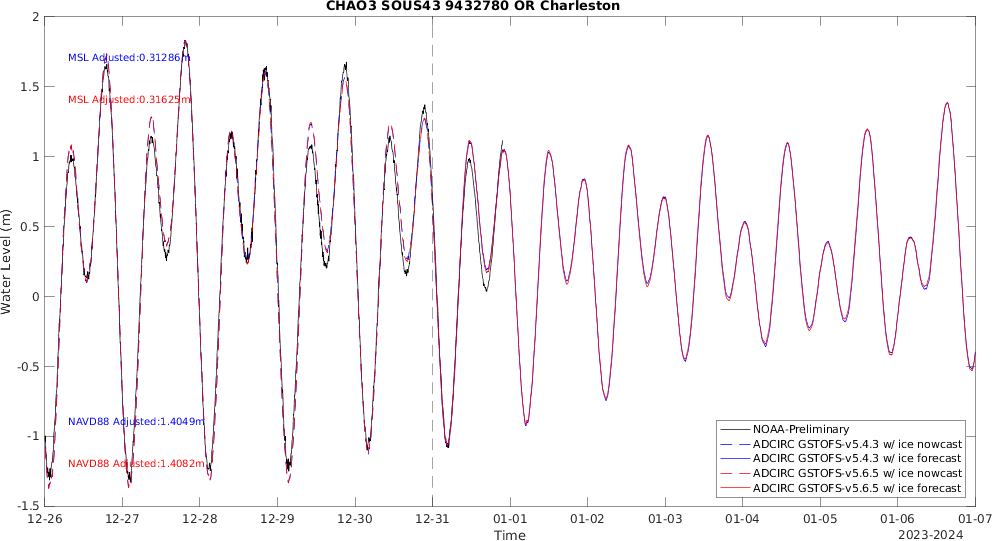 CHAO3 SOUS43 9432780 OR Charleston
Water Level (m)
2
1.5
1
0.5
0
-0.5
-1
-1.5
MSL Adjusted:0.31286m
MSL Adjusted:0.31625m
NAVD88 Adjusted:1.4049m
NAVD88 Adjusted:1.4082m
NOAA-Preliminary
ADCIRC GSTOFS-v5.4.3 w/ ice nowcast
ADCIRC GSTOFS-v5.4.3 w/ ice forecast
ADCIRC GSTOFS-v5.6.5 w/ ice nowcast
ADCIRC GSTOFS-v5.6.5 w/ ice forecast
12-26 12-27 12-28 12-29 12-30 12-31 01-01 01-02 01-03 01-04 01-05 01-06 01-07
Time
2023-2024